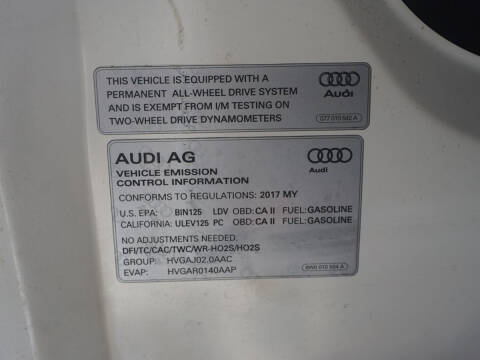 THIS VEHICLE IS EQUIPPED WITH A
PERMANENT ALL-WHEEL DRIVE SYSTEM
AND IS EXEMPT FROM I/M TESTING ON
TWO-WHEEL DRIVE DYNAMOMETERS
Audi
077 010 542 A
AUDI AG
VEHICLE EMISSION
CONTROL INFORMATION
Audi
CONFORMS TO REGULATIONS: 2017 MY
U.S. EPA: BIN125 LDV OBD: CA II FUEL:GASOLINE
CALIFORNIA: ULEV125 PC OBD: CA II FUEL:GASOLINE
NO ADJUSTMENTS NEEDED.
DFI/TC/CAC/TWC/WR-HO2S/HO2S
GROUP: HVGAJ02.0AAC
EVAP: HVGAR0140AAP